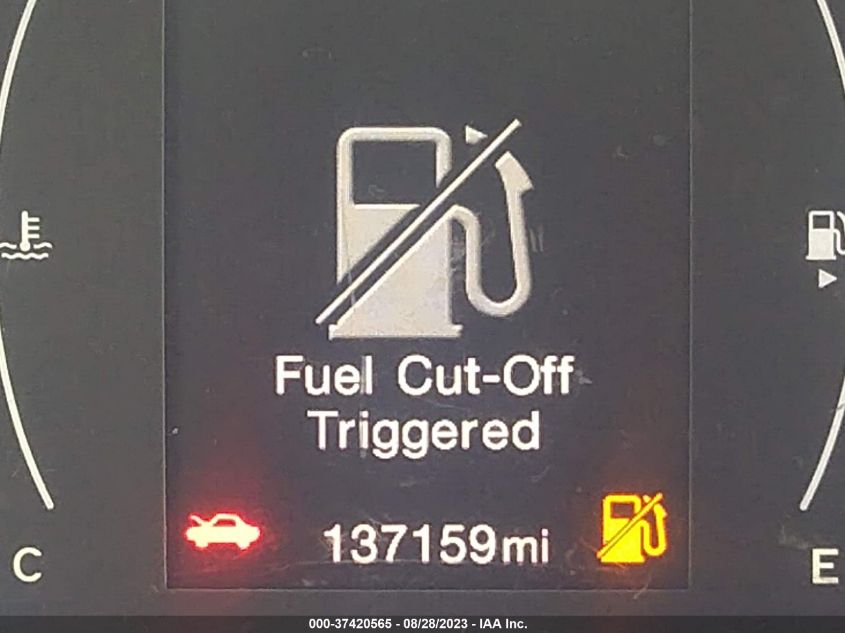 Fuel Cut-Off
Triggered
137159mi
C
E
000-37420565 - 08/28/2023 - IAA Inc.